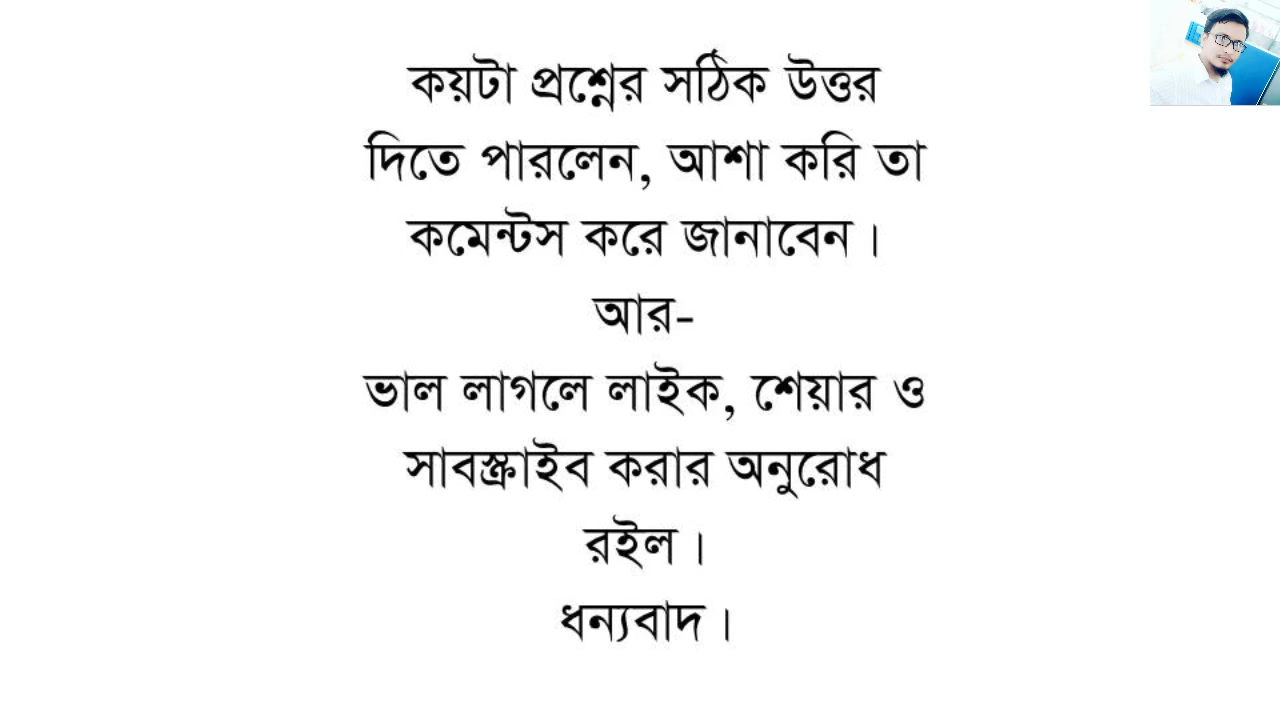 কয়টা প্রশ্নের সঠিক উত্তর
দিতে পারলেন, আশা করি তা
কমেন্টস করে জানাবেন।
আর-
ভাল লাগলে লাইক, শেয়ার ও
সাবস্ক্রাইব করার অনুরোধ
রইল।
ধন্যবাদ।